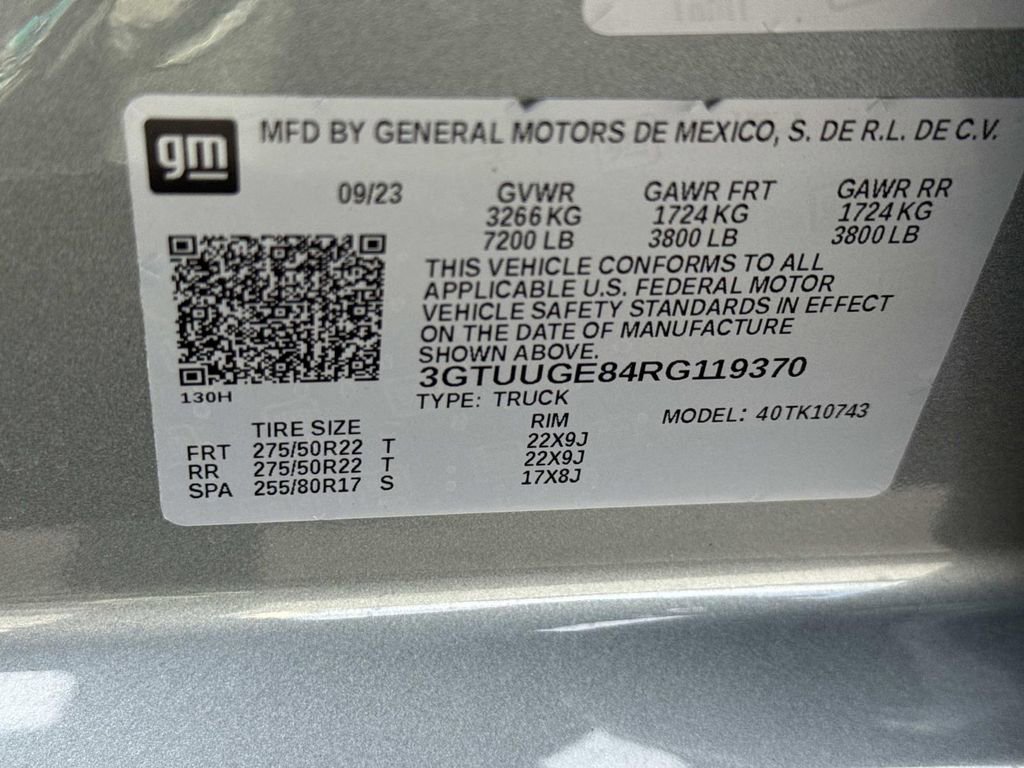 gm
MFD BY GENERAL MOTORS DE MEXICO, S. DE R.L. DE C.V.
09/23 GVWR GAWR FRT GAWR RR
3266 KG 1724 KG 1724 KG
7200 LB 3800 LB 3800 LB
THIS VEHICLE CONFORMS TO ALL
APPLICABLE U.S. FEDERAL MOTOR
VEHICLE SAFETY STANDARDS IN EFFECT
ON THE DATE OF MANUFACTURE
SHOWN ABOVE.
3GTUUGE84RG119370
130H
TYPE: TRUCK MODEL: 40TK10743
TIRE SIZE RIM
FRT 275/50R22 T 22X9J
RR 275/50R22 T 22X9J
SPA 255/80R17 S 17X8J